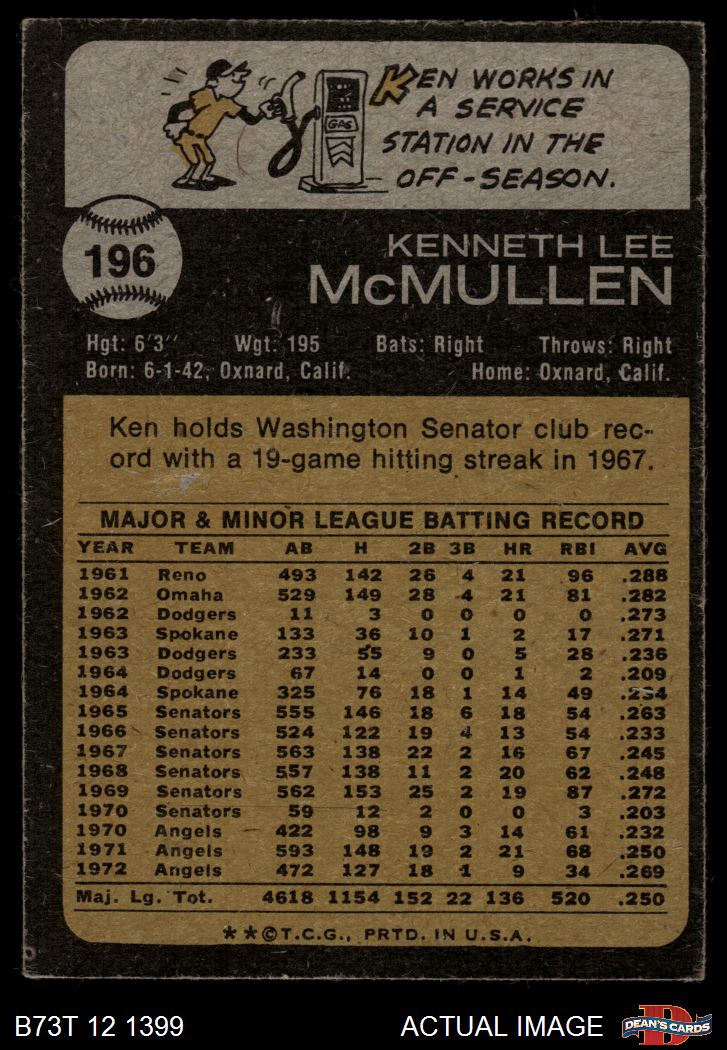 KEN WORKS IN
A SERVICE
STATION IN THE
OFF-SEASON.
GAS
196
KENNETH LEE
McMULLEN
Hgt: 6'3" Wgt: 195 Bats: Right Throws: Right
Born: 6-1-42, Oxnard, Calif. Home: Oxnard, Calif.
Ken holds Washington Senator club rec-
ord with a 19-game hitting streak in 1967.
MAJOR & MINOR LEAGUE BATTING RECORD
YEAR TEAM AB H 2B 3B HR RBI AVG
1961 Reno 493 142 26 4 21 96 .288
1962 Omaha 529 149 28 4 21 81 .282
1962 Dodgers 11 3 0 0 0 0 .273
1963 Spokane 133 36 10 1 2 17 .271
1963 Dodgers 233 55 9 0 5 28 .236
1964 Dodgers 67 14 0 0 1 2 .209
1964 Spokane 325 76 18 1 14 49 .234
1965 Senators 555 146 18 6 18 54 .263
1966 Senators 524 122 19 4 13 54 .233
1967 Senators 563 138 22 2 16 67 .245
1968 Senators 557 138 11 2 20 62 .248
1969 Senators 562 153 25 2 19 87 .272
1970 Senators 59 12 2 0 0 3 .203
1970 Angels 422 98 9 3 14 61 .232
1971 Angels 593 148 19 2 21 68 .250
1972 Angels 472 127 18 1 9 34 .269
Maj. Lg. Tot. 4618 1154 152 22 136 520 .250
**©T.C.G., PRTD. IN U.S.A.
B73T 12 1399 ACTUAL IMAGE D DEAN'S CARDS